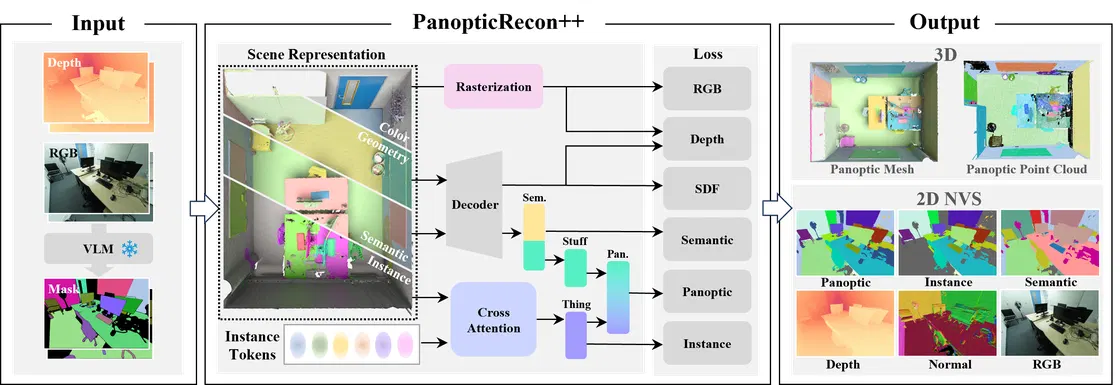 Input
Depth
RGB
VLM
Mask
PanopticRecon++
Scene Representation
Color
Geometry
Semantic
Instance
Instance
Tokens
Rasterization
Decoder
Sem.
Stuff
Pan.
Thing
Cross
Attention
Loss
RGB
Depth
SDF
Semantic
Panoptic
Instance
Output
3D
Panoptic Mesh
Panoptic Point Cloud
2D NVS
Panoptic
Instance
Semantic
Depth
Normal
RGB